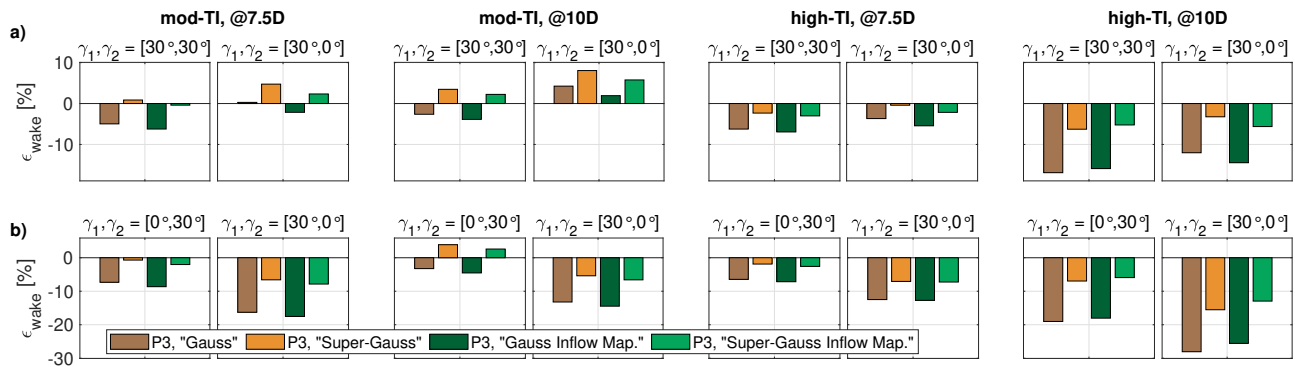 mod-TI, @7.5D mod-TI, @10D high-TI, @7.5D high-TI, @10D
a)
γ₁,γ₂ = [30°,30°] γ₁,γ₂ = [30°,0°] γ₁,γ₂ = [30°,30°] γ₁,γ₂ = [30°,0°] γ₁,γ₂ = [30°,30°] γ₁,γ₂ = [30°,0°] γ₁,γ₂ = [30°,30°] γ₁,γ₂ = [30°,0°]
10
0
-10
ϵwake [%]
b)
γ₁,γ₂ = [0°,30°] γ₁,γ₂ = [30°,0°] γ₁,γ₂ = [0°,30°] γ₁,γ₂ = [30°,0°] γ₁,γ₂ = [0°,30°] γ₁,γ₂ = [30°,0°] γ₁,γ₂ = [0°,30°] γ₁,γ₂ = [30°,0°]
0
-10
-20
-30
ϵwake [%]
P3, "Gauss" P3, "Super-Gauss" P3, "Gauss Inflow Map." P3, "Super-Gauss Inflow Map."